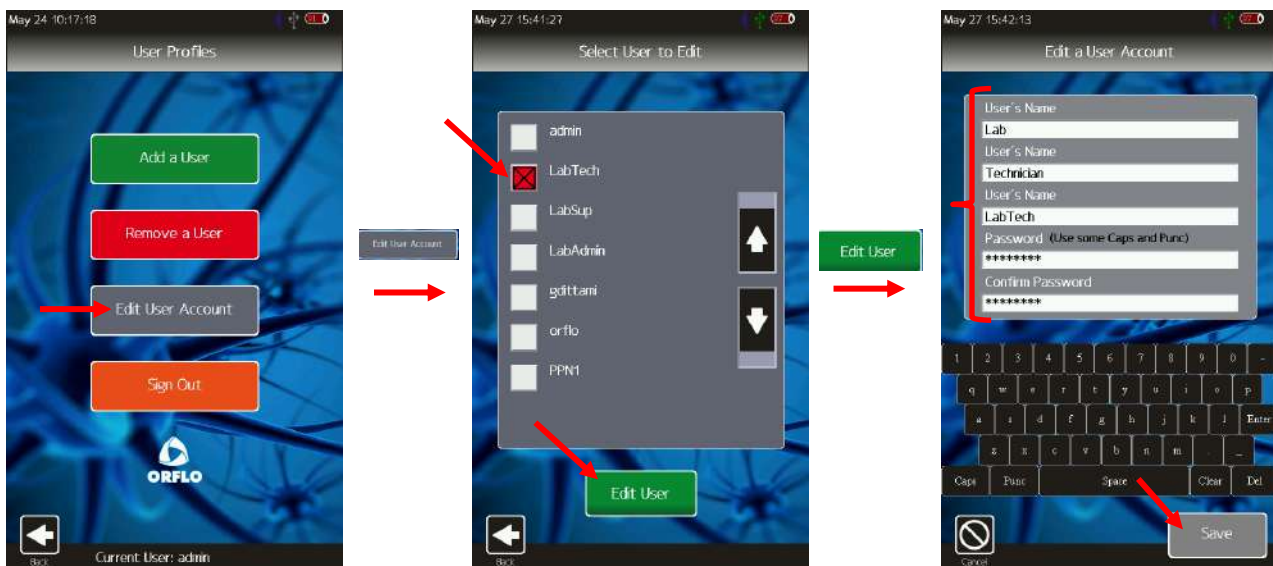 May 24 10:17:18
User Profiles
Add a User
Remove a User
Edit User Account
Sign Out
ORFLO
Back
Current User: admin
Edit User Account
May 27 15:41:27
Select User to Edit
admin
LabTech
LabSup
LabAdmin
gdittami
orflo
PPN1
Edit User
Back
Edit User
May 27 15:42:13
Edit a User Account
User's Name
Lab
User's Name
Technician
User's Name
LabTech
Password (Use some Caps and Punc)
********
Confirm Password
********
1 2 3 4 5 6 7 8 9 0 -
q w e r t y u i o p
a s d f g h j k l Enter
z x c v b n m . _
Caps Punc Space Clear Del
Cancel
Save